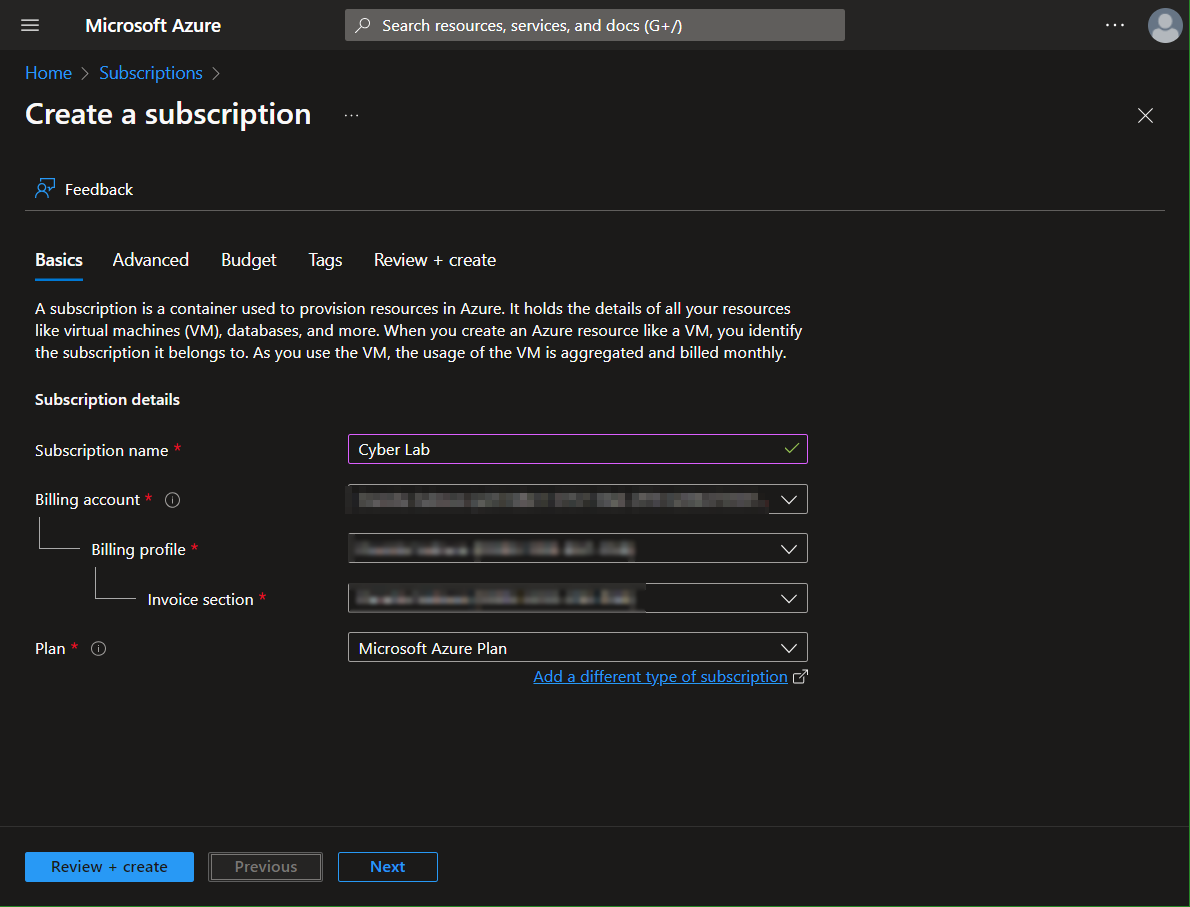 Microsoft Azure
Search resources, services, and docs (G+/)
Home > Subscriptions >
Create a subscription ...
Feedback
Basics Advanced Budget Tags Review + create
A subscription is a container used to provision resources in Azure. It holds the details of all your resources
like virtual machines (VM), databases, and more. When you create an Azure resource like a VM, you identify
the subscription it belongs to. As you use the VM, the usage of the VM is aggregated and billed monthly.
Subscription details
Subscription name *
Cyber Lab
Billing account *
Billing profile *
Invoice section *
Plan *
Microsoft Azure Plan
Add a different type of subscription
Review + create Previous Next